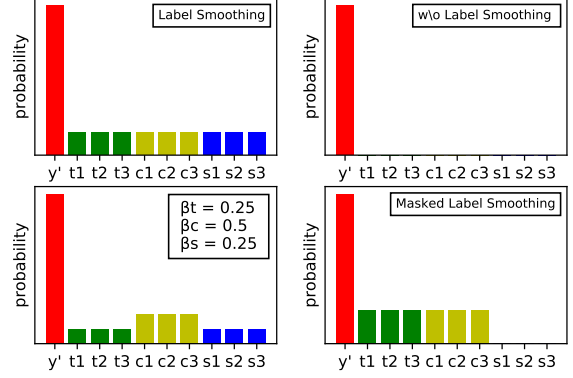 Label Smoothing
probability
y' t1 t2 t3 c1 c2 c3 s1 s2 s3
w\o Label Smoothing
probability
y' t1 t2 t3 c1 c2 c3 s1 s2 s3
βt = 0.25
βc = 0.5
βs = 0.25
probability
y' t1 t2 t3 c1 c2 c3 s1 s2 s3
Masked Label Smoothing
probability
y' t1 t2 t3 c1 c2 c3 s1 s2 s3